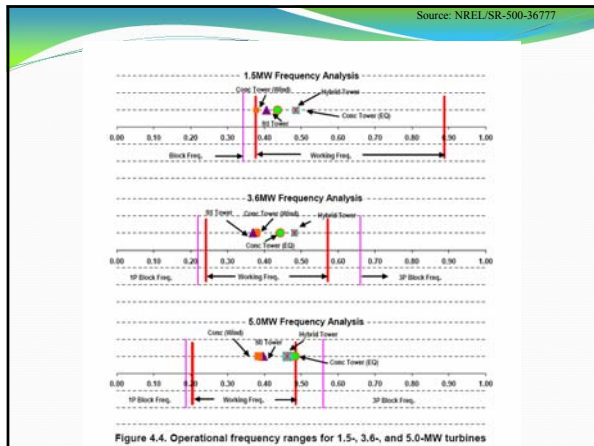 Source: NREL/SR-500-36777
1.5MW Frequency Analysis
Conc Tower (Wind)
Hybrid Tower
Stl Tower
Conc Tower (EQ)
0.00 0.10 0.20 0.30 0.40 0.50 0.60 0.70 0.80 0.90 1.00
Block Freq. Working Freq.
3.6MW Frequency Analysis
Stl Tower Conc Tower (Wind) Hybrid Tower
Conc Tower (EQ)
0.00 0.10 0.20 0.30 0.40 0.50 0.60 0.70 0.80 0.90 1.00
1P Block Freq. Working Freq. 3P Block Freq.
5.0MW Frequency Analysis
Conc (Wind) Stl Tower Hybrid Tower
Conc Tower (EQ)
0.00 0.10 0.20 0.30 0.40 0.50 0.60 0.70 0.80 0.90 1.00
1P Block Freq. Working Freq. 3P Block Freq.
Figure 4.4. Operational frequency ranges for 1.5-, 3.6-, and 5.0-MW turbines